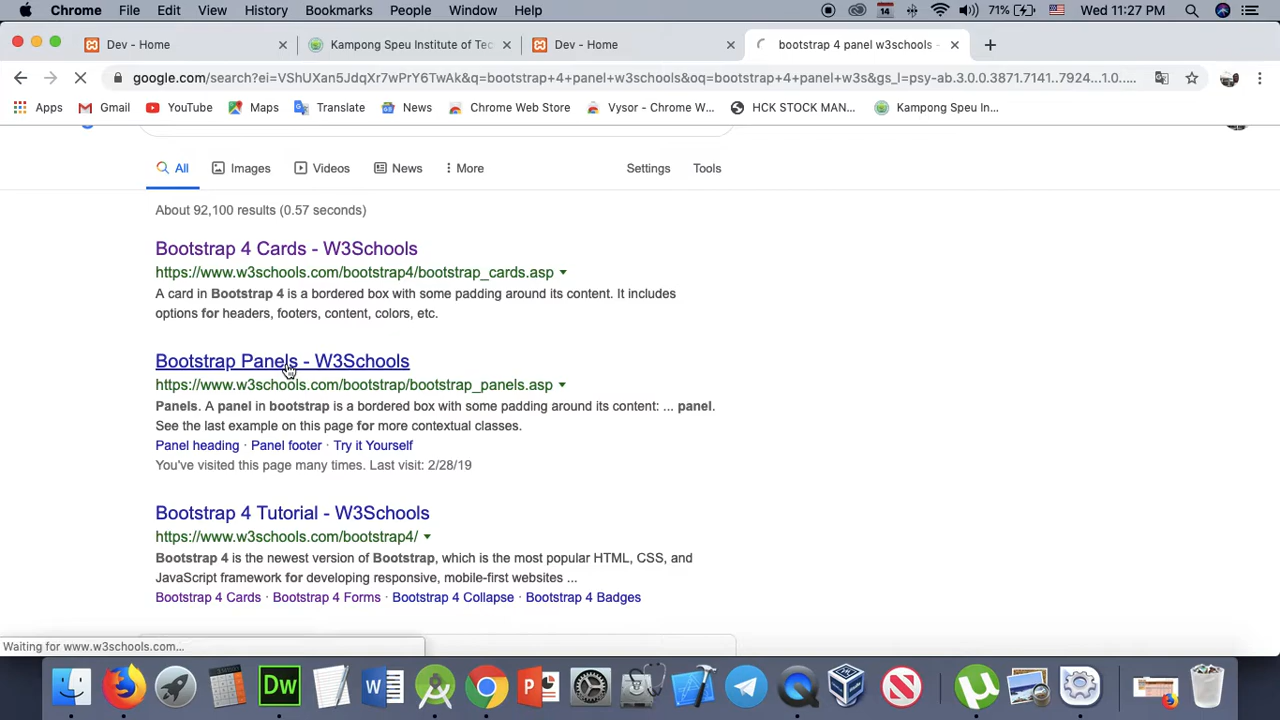 Chrome File Edit View History Bookmarks People Window Help 14 71% Wed 11:27 PM
Dev - Home Kampong Speu Institute of Tec Dev - Home bootstrap 4 panel w3schools -
google.com/search?ei=VShUXan5JdqXr7wPrY6TwAk&q=bootstrap+4+panel+w3schools&oq=bootstrap+4+panel+w3s&gs_l=psy-ab.3.0.0.3871.7141..7924...1.0....
Apps Gmail YouTube Maps Translate News Chrome Web Store Vysor - Chrome W... HCK STOCK MAN... Kampong Speu In...
All Images Videos News More Settings Tools
About 92,100 results (0.57 seconds)
Bootstrap 4 Cards - W3Schools
https://www.w3schools.com/bootstrap4/bootstrap_cards.asp
A card in Bootstrap 4 is a bordered box with some padding around its content. It includes
options for headers, footers, content, colors, etc.
Bootstrap Panels - W3Schools
https://www.w3schools.com/bootstrap/bootstrap_panels.asp
Panels. A panel in bootstrap is a bordered box with some padding around its content: ... panel.
See the last example on this page for more contextual classes.
Panel heading · Panel footer · Try it Yourself
You've visited this page many times. Last visit: 2/28/19
Bootstrap 4 Tutorial - W3Schools
https://www.w3schools.com/bootstrap4/
Bootstrap 4 is the newest version of Bootstrap, which is the most popular HTML, CSS, and
JavaScript framework for developing responsive, mobile-first websites ...
Bootstrap 4 Cards · Bootstrap 4 Forms · Bootstrap 4 Collapse · Bootstrap 4 Badges
Waiting for www.w3schools.com...
Dw W P